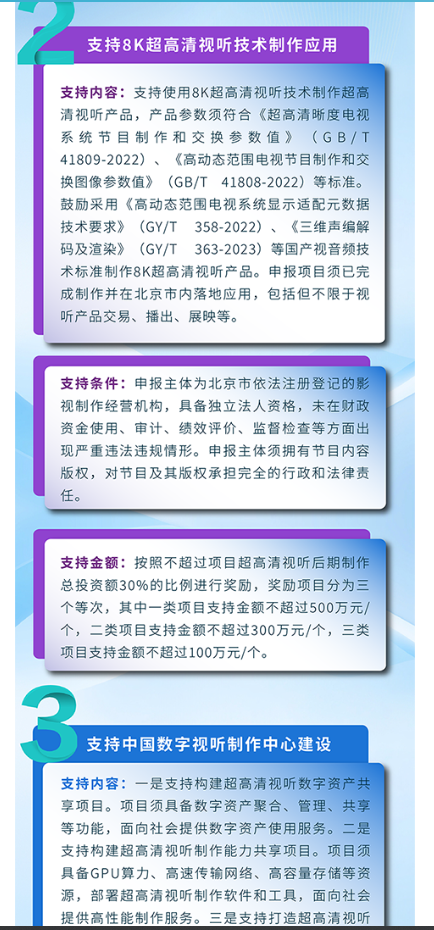 2
支持8K超高清视听技术制作应用
支持内容：支持使用8K超高清视听技术制作超高
清视听产品，产品参数须符合《超高清晰度电视
系统节目制作和交换参数值》（GB/T
41809-2022）、《高动态范围电视节目制作和交
换图像参数值》（GB/T 41808-2022）等标准。
鼓励采用《高动态范围电视系统显示适配元数据
技术要求》（GY/T 358-2022）、《三维声编解
码及渲染》（GY/T 363-2023）等国产视音频技
术标准制作8K超高清视听产品。申报项目须已完
成制作并在北京市内落地应用，包括但不限于视
听产品交易、播出、展映等。
支持条件：申报主体为北京市依法注册登记的影
视制作经营机构，具备独立法人资格，未在财政
资金使用、审计、绩效评价、监督检查等方面出
现严重违法违规情形。申报主体须拥有节目内容
版权，对节目及其版权承担完全的行政和法律责
任。
支持金额：按照不超过项目超高清视听后期制作
总投资额30%的比例进行奖励，奖励项目分为三
个等次，其中一类项目支持金额不超过500万元/
个，二类项目支持金额不超过300万元/个，三类
项目支持金额不超过100万元/个。
3
支持中国数字视听制作中心建设
支持内容：一是支持构建超高清视听数字资产共
享项目。项目须具备数字资产聚合、管理、共享
等功能，面向社会提供数字资产使用服务。二是
支持构建超高清视听制作能力共享项目。项目须
具备GPU算力、高速传输网络、高容量存储等资
源，部署超高清视听制作软件和工具，面向社会
提供高性能制作服务。三是支持打造超高清视听